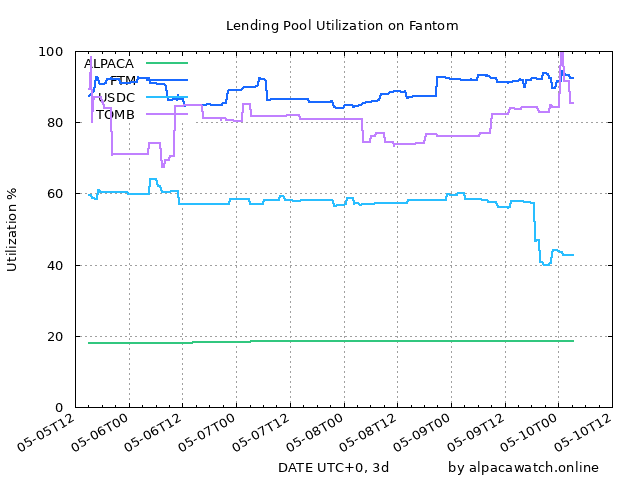 Lending Pool Utilization on Fantom
100
80
60
40
20
0
Utilization %
ALPACA
FTM
USDC
TOMB
05-05T12
05-06T00
05-06T12
05-07T00
05-07T12
05-08T00
05-08T12
05-09T00
05-09T12
05-10T00
05-10T12
DATE UTC+0, 3d
by alpacawatch.online